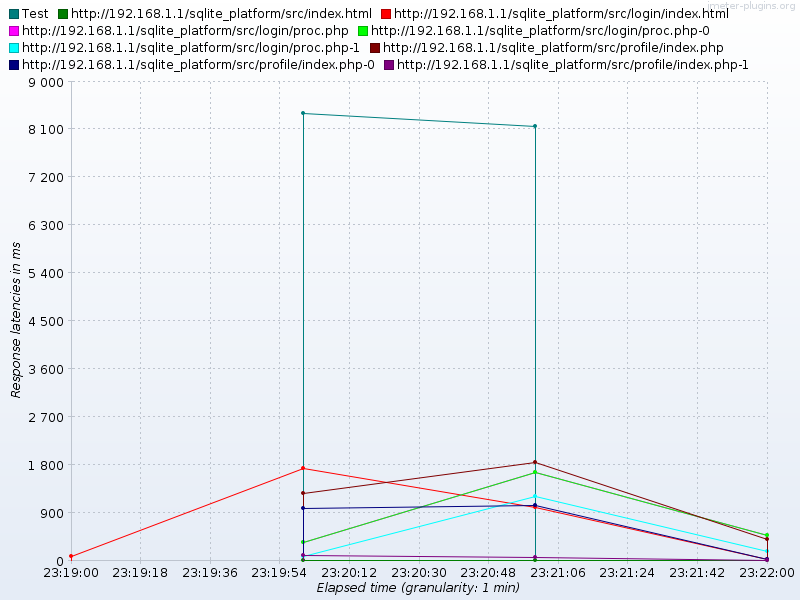 jmeter-plugins.org
Test http://192.168.1.1/sqlite_platform/src/index.html http://192.168.1.1/sqlite_platform/src/login/index.html
http://192.168.1.1/sqlite_platform/src/login/proc.php http://192.168.1.1/sqlite_platform/src/login/proc.php-0
http://192.168.1.1/sqlite_platform/src/login/proc.php-1 http://192.168.1.1/sqlite_platform/src/profile/index.php
http://192.168.1.1/sqlite_platform/src/profile/index.php-0 http://192.168.1.1/sqlite_platform/src/profile/index.php-1
9 000
8 100
7 200
6 300
5 400
4 500
3 600
2 700
1 800
900
0
Response latencies in ms
23:19:00 23:19:18 23:19:36 23:19:54 23:20:12 23:20:30 23:20:48 23:21:06 23:21:24 23:21:42 23:22:00
Elapsed time (granularity: 1 min)